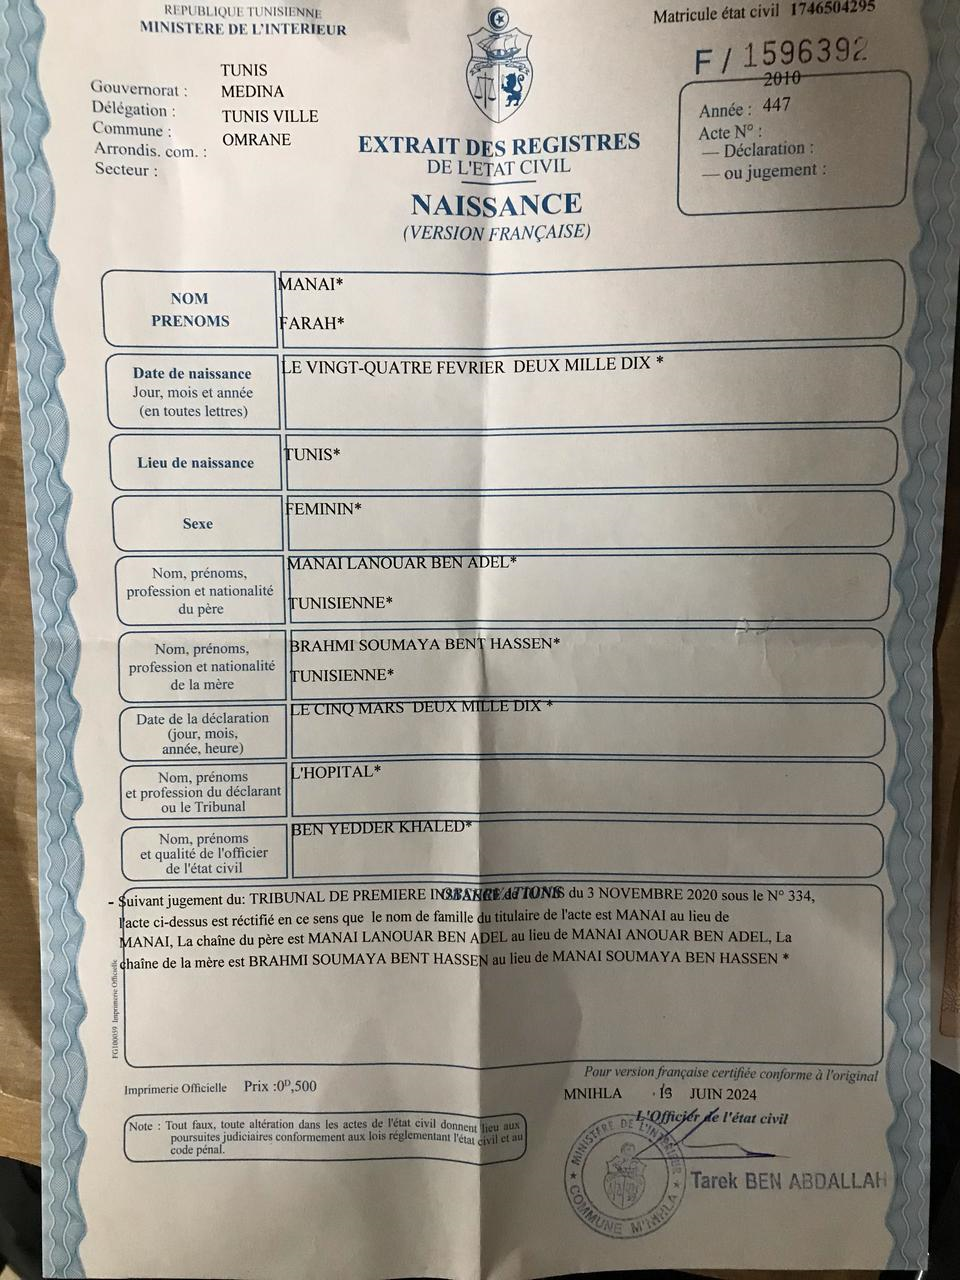 REPUBLIQUE TUNISIENNE
MINISTERE DE L'INTERIEUR
Matricule état civil 1746504295
F / 1596392
Gouvernorat : TUNIS
Délégation : MEDINA
Commune : TUNIS VILLE
Arrondis. com. : OMRANE
Secteur :
2010
Année : 447
Acte N° :
— Déclaration :
— ou jugement :
EXTRAIT DES REGISTRES
DE L'ETAT CIVIL
NAISSANCE
(VERSION FRANÇAISE)
NOM
PRENOMS
MANAI*
FARAH*
Date de naissance
Jour, mois et année
(en toutes lettres)
LE VINGT-QUATRE FEVRIER DEUX MILLE DIX *
Lieu de naissance
TUNIS*
Sexe
FEMININ*
Nom, prénoms,
profession et nationalité
du père
MANAI LANOUAR BEN ADEL*
TUNISIENNE*
Nom, prénoms,
profession et nationalité
de la mère
BRAHMI SOUMAYA BENT HASSEN*
TUNISIENNE*
Date de la déclaration
(jour, mois,
année, heure)
LE CINQ MARS DEUX MILLE DIX *
Nom, prénoms
et profession du déclarant
ou le Tribunal
L'HOPITAL*
Nom, prénoms
et qualité de l'officier
de l'état civil
BEN YEDDER KHALED*
OBSERVATIONS
- Suivant jugement du: TRIBUNAL DE PREMIERE INSTANCE de TUNIS du 3 NOVEMBRE 2020 sous le N° 334,
l'acte ci-dessus est réctifié en ce sens que le nom de famille du titulaire de l'acte est MANAI au lieu de
MANAI, La chaîne du père est MANAI LANOUAR BEN ADEL au lieu de MANAI ANOUAR BEN ADEL, La
chaîne de la mère est BRAHMI SOUMAYA BENT HASSEN au lieu de MANAI SOUMAYA BEN HASSEN *
FG100039 Imprimerie Officielle
Imprimerie Officielle Prix :0ᴰ,500
Pour version française certifiée conforme à l'original
MNIHLA 19 JUIN 2024
L'Officier de l'état civil
Note : Tout faux, toute altération dans les actes de l'état civil donnent lieu aux
poursuites judiciaires conformement aux lois réglementant l'état civil et au
code pénal.
MINISTRE DE L'INTERIEUR
COMMUNE M'NIHLA
Tarek BEN ABDALLAH